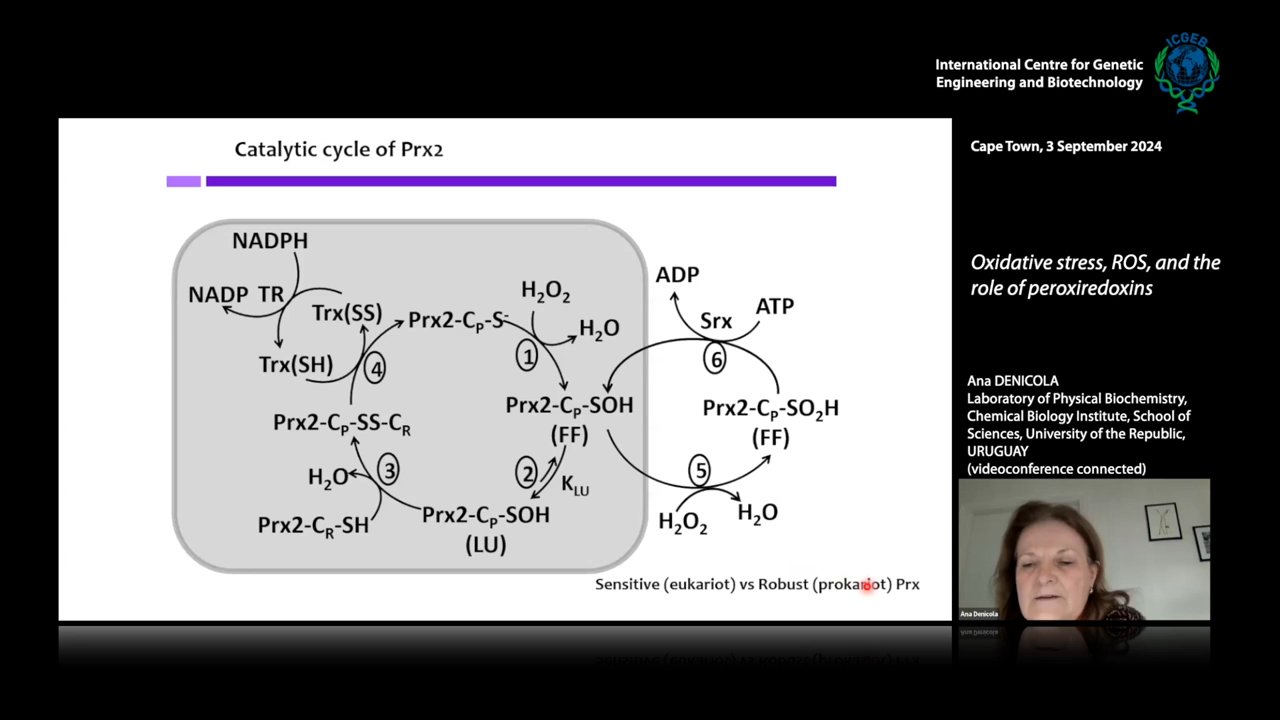 ICGEB
International Centre for Genetic
Engineering and Biotechnology
Cape Town, 3 September 2024
Oxidative stress, ROS, and the
role of peroxiredoxins
Ana DENICOLA
Laboratory of Physical Biochemistry,
Chemical Biology Institute, School of
Sciences, University of the Republic,
URUGUAY
(videoconference connected)
Ana Denicola
Catalytic cycle of Prx2
NADPH
NADP TR
Trx(SS)
Trx(SH)
4
Prx2-Cₚ-S⁻
H₂O₂
H₂O
1
Prx2-Cₚ-SOH
(FF)
2
K_LU
Prx2-Cₚ-SOH
(LU)
3
H₂O
Prx2-C_R-SH
Prx2-Cₚ-SS-C_R
ADP
ATP
Srx
6
Prx2-Cₚ-SO₂H
(FF)
5
H₂O₂
H₂O
Sensitive (eukariot) vs Robust (prokariot) Prx